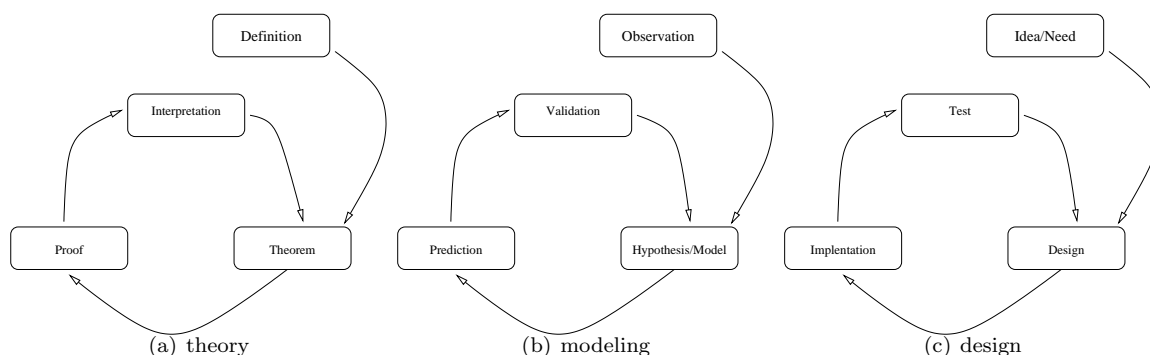 Definition
Interpretation
Proof
Theorem
(a) theory
Observation
Validation
Prediction
Hypothesis/Model
(b) modeling
Idea/Need
Test
Implentation
Design
(c) design